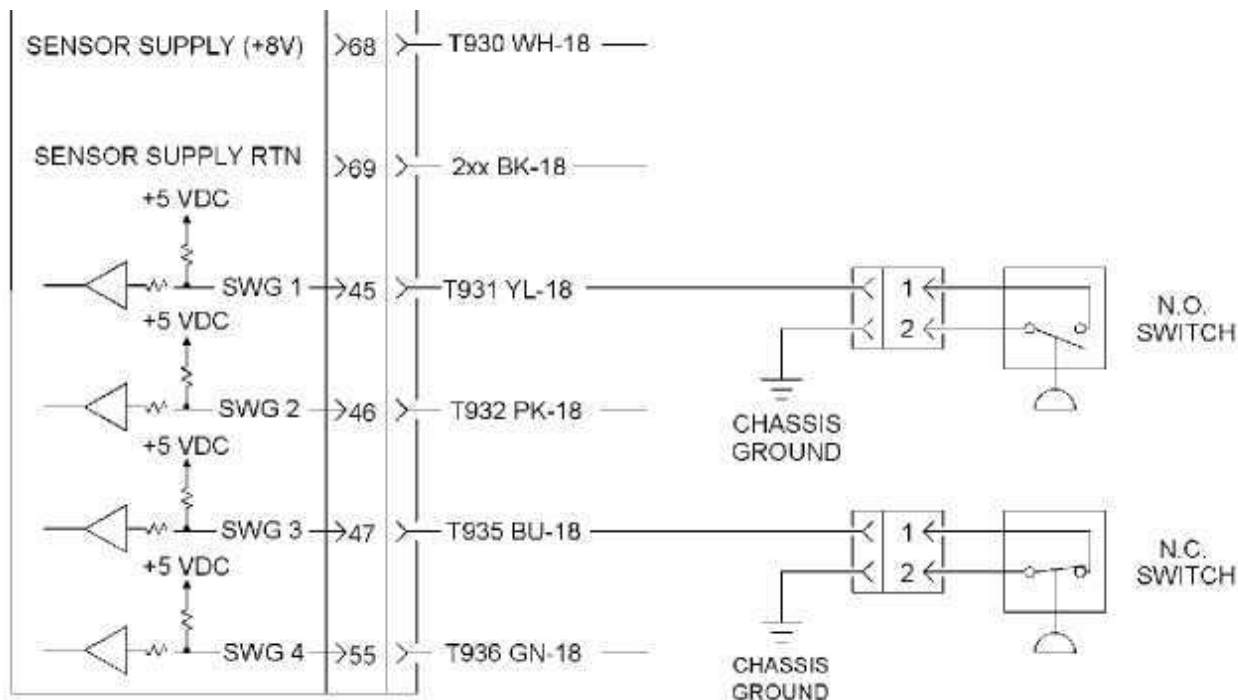 SENSOR SUPPLY (+8V) 68 T930 WH-18
SENSOR SUPPLY RTN 69 2xx BK-18
+5 VDC
SWG 1 45 T931 YL-18 1
2
N.O.
SWITCH
+5 VDC
SWG 2 46 T932 PK-18
CHASSIS
GROUND
+5 VDC
SWG 3 47 T935 BU-18 1
2
N.C.
SWITCH
+5 VDC
SWG 4 55 T936 GN-18
CHASSIS
GROUND